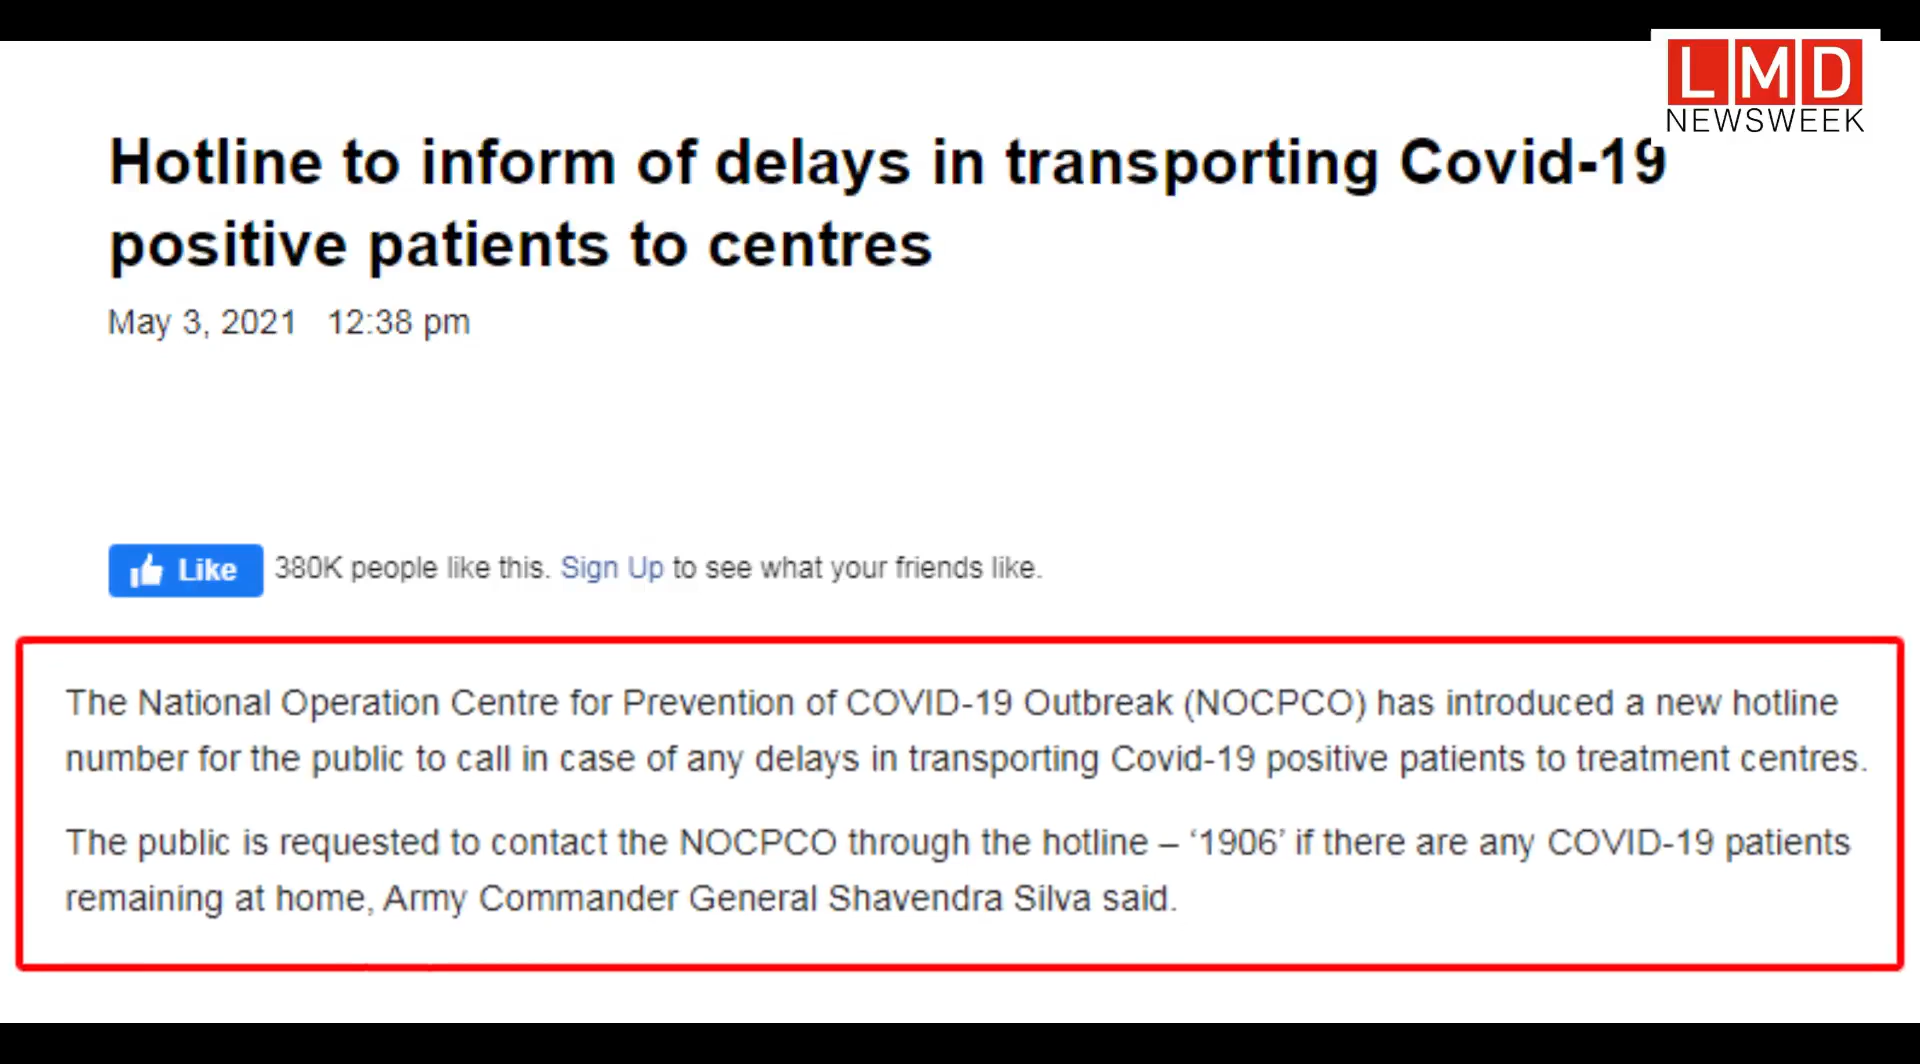 LMD
NEWSWEEK
Hotline to inform of delays in transporting Covid-19
positive patients to centres
May 3, 2021 12:38 pm
Like 380K people like this. Sign Up to see what your friends like.
The National Operation Centre for Prevention of COVID-19 Outbreak (NOCPCO) has introduced a new hotline
number for the public to call in case of any delays in transporting Covid-19 positive patients to treatment centres.
The public is requested to contact the NOCPCO through the hotline – ‘1906’ if there are any COVID-19 patients
remaining at home, Army Commander General Shavendra Silva said.